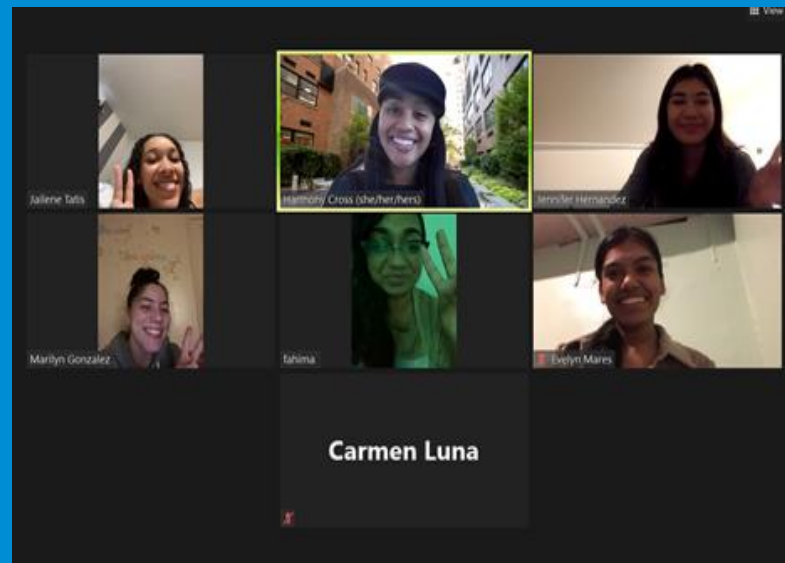 View
Jailene Tatis
Harmony Cross (she/her/hers)
Jennifer Hernandez
Marilyn Gonzalez
fahima
Evelyn Mares
Carmen Luna